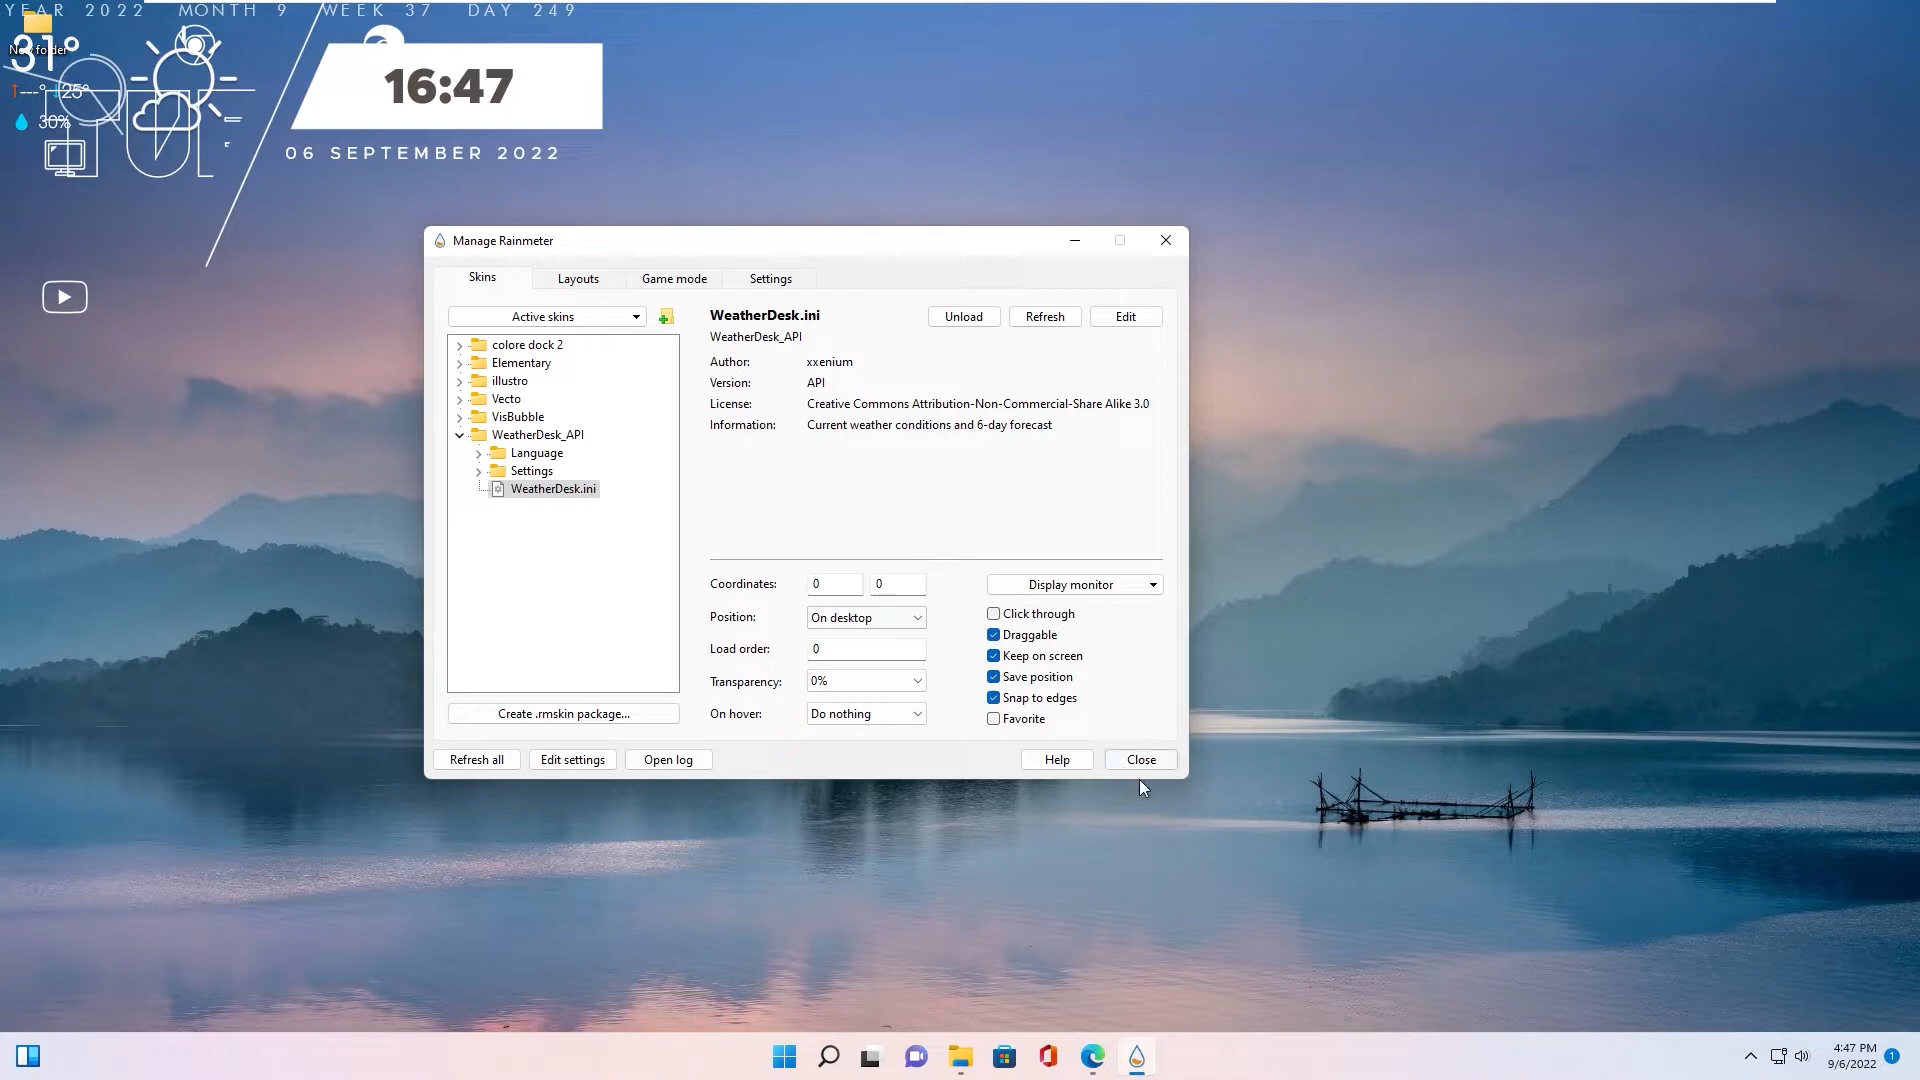 YEAR 2022 MONTH 9 WEEK 37 DAY 249
31°
---° 25°
30%
16:47
06 SEPTEMBER 2022
Manage Rainmeter
Skins
Layouts
Game mode
Settings
Active skins
colore dock 2
Elementary
illustro
Vecto
VisBubble
WeatherDesk_API
Language
Settings
WeatherDesk.ini
Create .rmskin package...
WeatherDesk.ini
Unload
Refresh
Edit
WeatherDesk_API
Author: xxenium
Version: API
License: Creative Commons Attribution-Non-Commercial-Share Alike 3.0
Information: Current weather conditions and 6-day forecast
Coordinates: 0 0
Position: On desktop
Load order: 0
Transparency: 0%
On hover: Do nothing
Display monitor
Click through
Draggable
Keep on screen
Save position
Snap to edges
Favorite
Refresh all
Edit settings
Open log
Help
Close
4:47 PM
9/6/2022
1